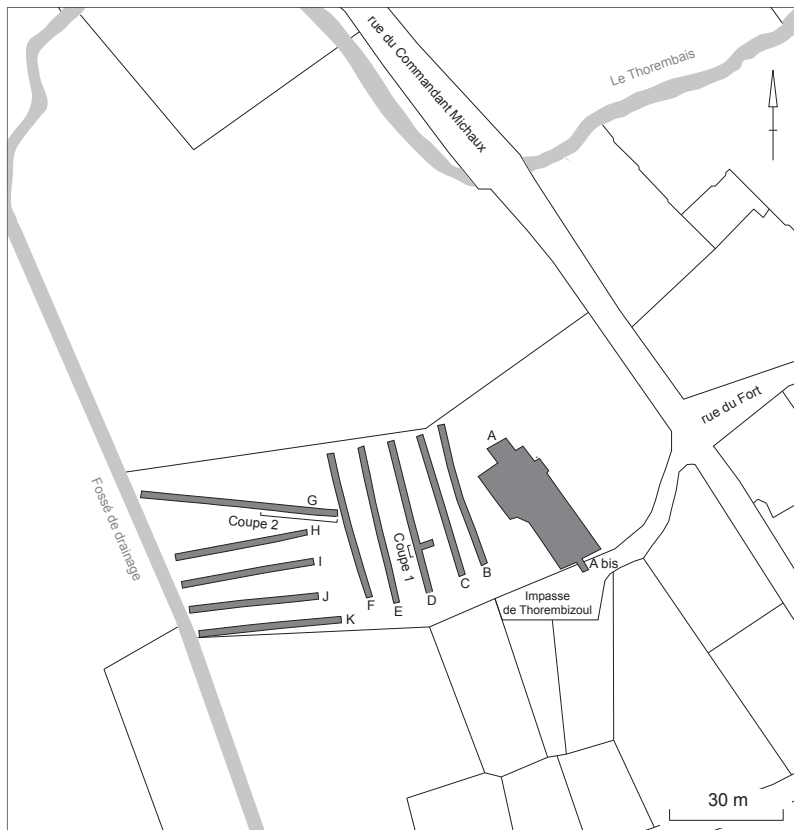 rue du Commandant Michaux
Le Thorembais
rue du Fort
A
G
Coupe 2
H
Fossé de drainage
I
Coupe 1
B
A bis
C
J
F
E
D
Impasse
de Thorembizoul
K
30 m